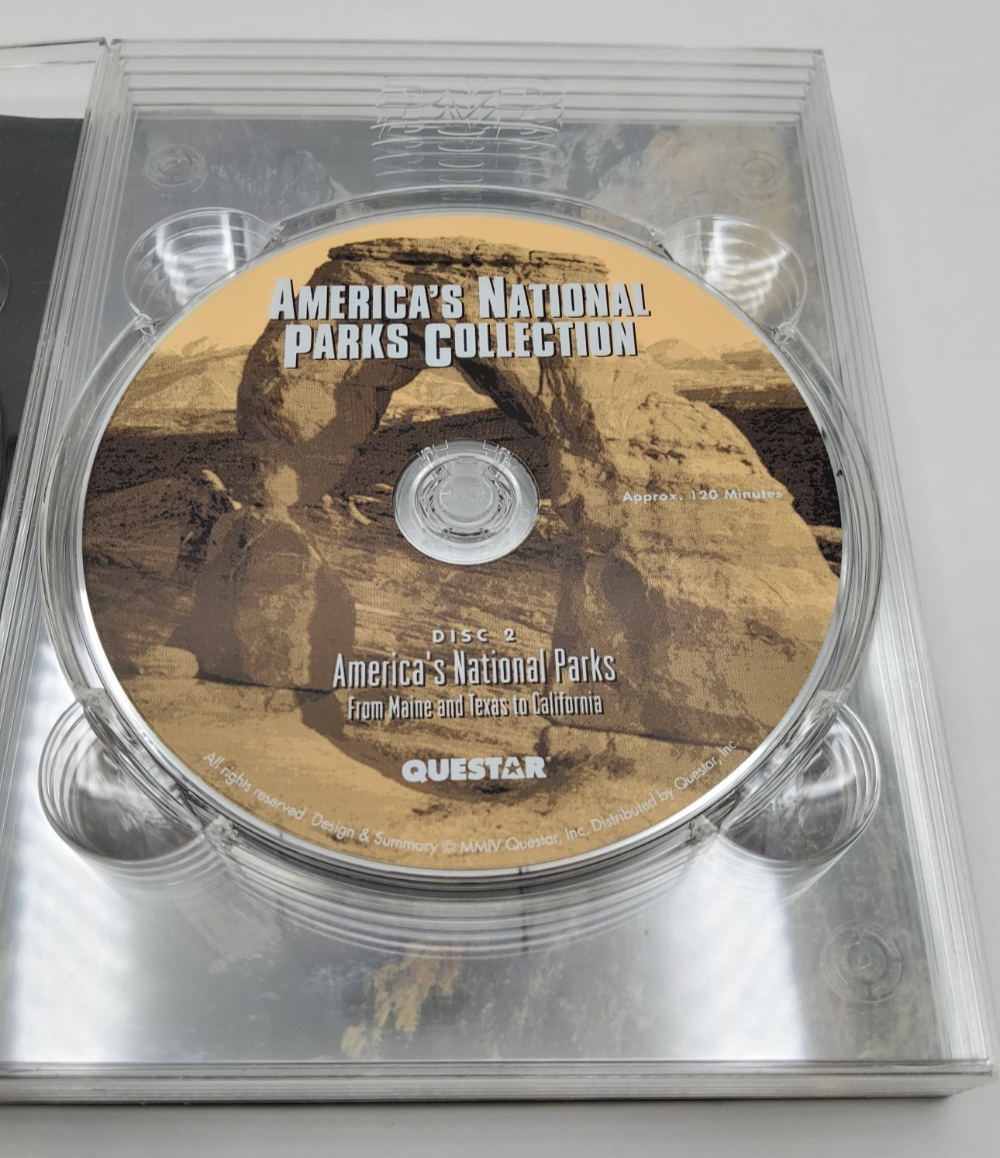 DVD
AMERICA'S NATIONAL
PARKS COLLECTION
Approx. 120 Minutes
DISC 2
America's National Parks
From Maine and Texas to California
QUESTAR
All rights reserved. Design & Summary © MMIV Questar, Inc. Distributed by Questar, Inc.